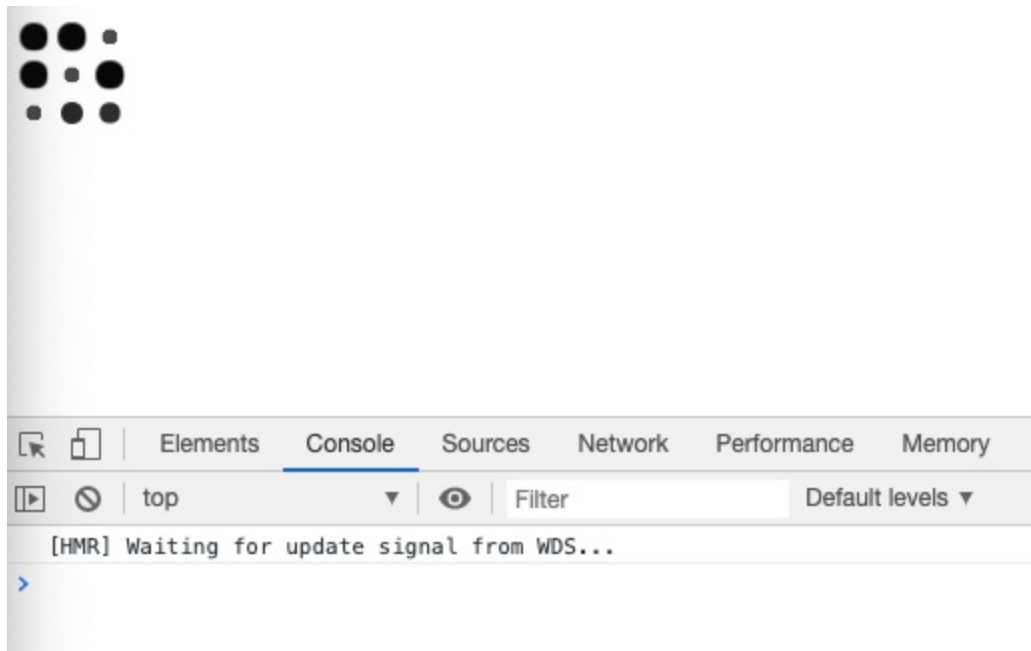 Elements Console Sources Network Performance Memory
top Filter Default levels
[HMR] Waiting for update signal from WDS...